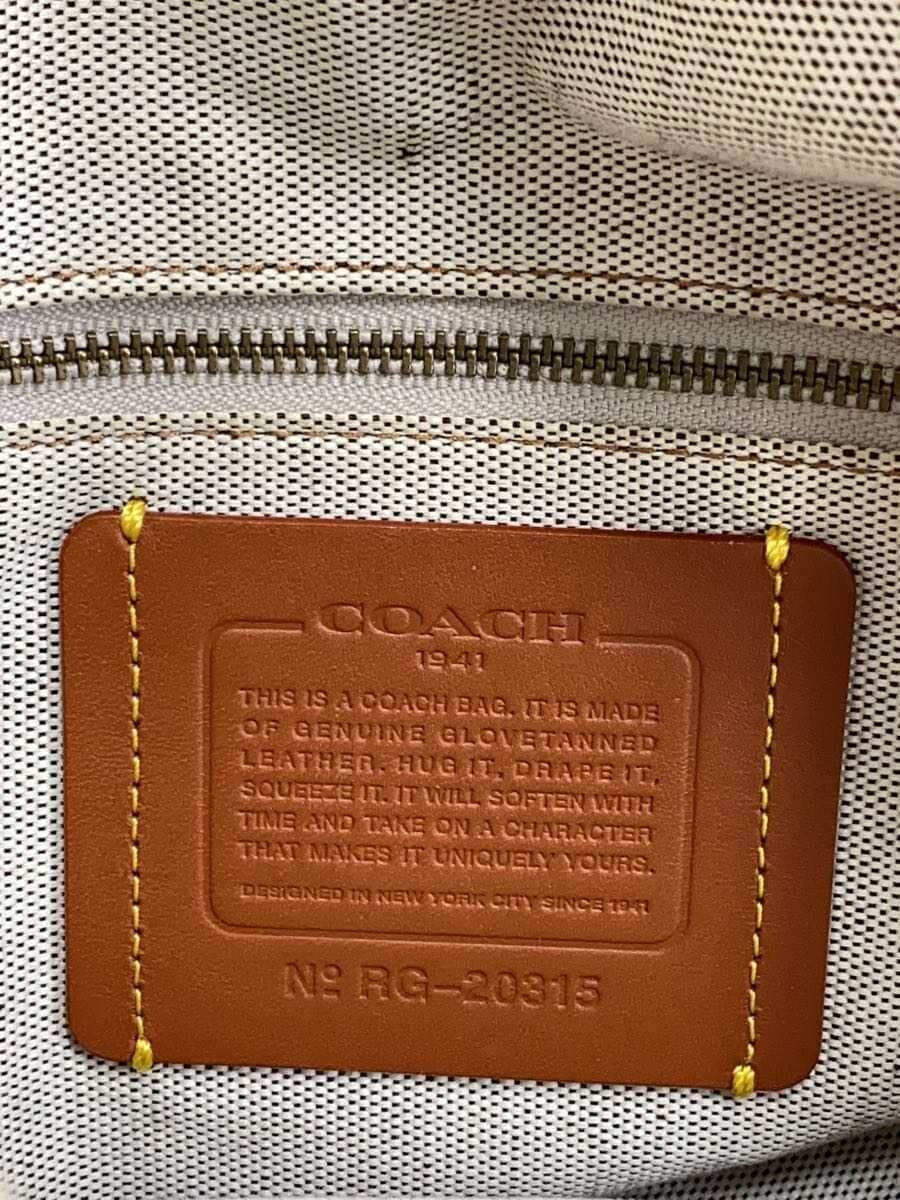 COACH
1941
THIS IS A COACH BAG. IT IS MADE
OF GENUINE GLOVETANNED
LEATHER. HUG IT, DRAPE IT,
SQUEEZE IT. IT WILL SOFTEN WITH
TIME AND TAKE ON A CHARACTER
THAT MAKES IT UNIQUELY YOURS.
DESIGNED IN NEW YORK CITY SINCE 1941
Nº RG-20315